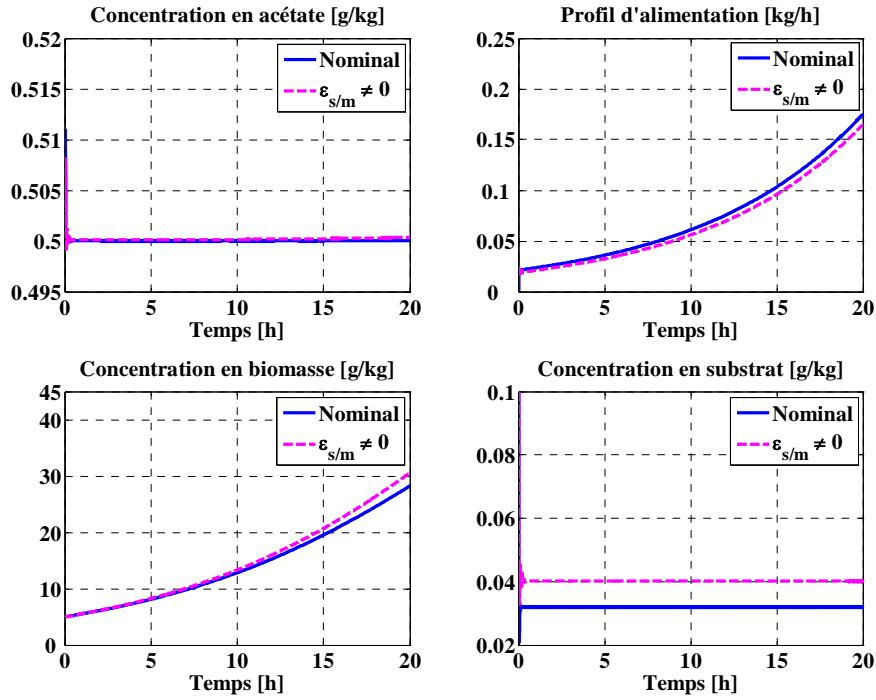 Concentration en acétate [g/kg]
0.52
0.515
0.51
0.505
0.5
0.495
0 5 10 15 20
Temps [h]
Nominal
εs/m ≠ 0
Profil d'alimentation [kg/h]
0.25
0.2
0.15
0.1
0.05
0
0 5 10 15 20
Temps [h]
Nominal
εs/m ≠ 0
Concentration en biomasse [g/kg]
45
40
30
20
10
0
0 5 10 15 20
Temps [h]
Nominal
εs/m ≠ 0
Concentration en substrat [g/kg]
0.1
0.08
0.06
0.04
0.02
0 5 10 15 20
Temps [h]
Nominal
εs/m ≠ 0